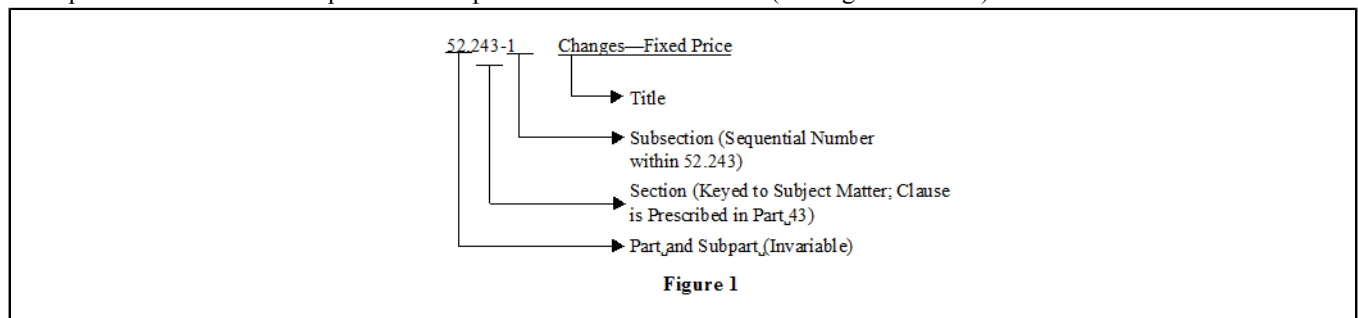 52.243-1 Changes—Fixed Price
Title
Subsection (Sequential Number
within 52.243)
Section (Keyed to Subject Matter; Clause
is Prescribed in Part 43)
Part and Subpart (Invariable)
Figure 1